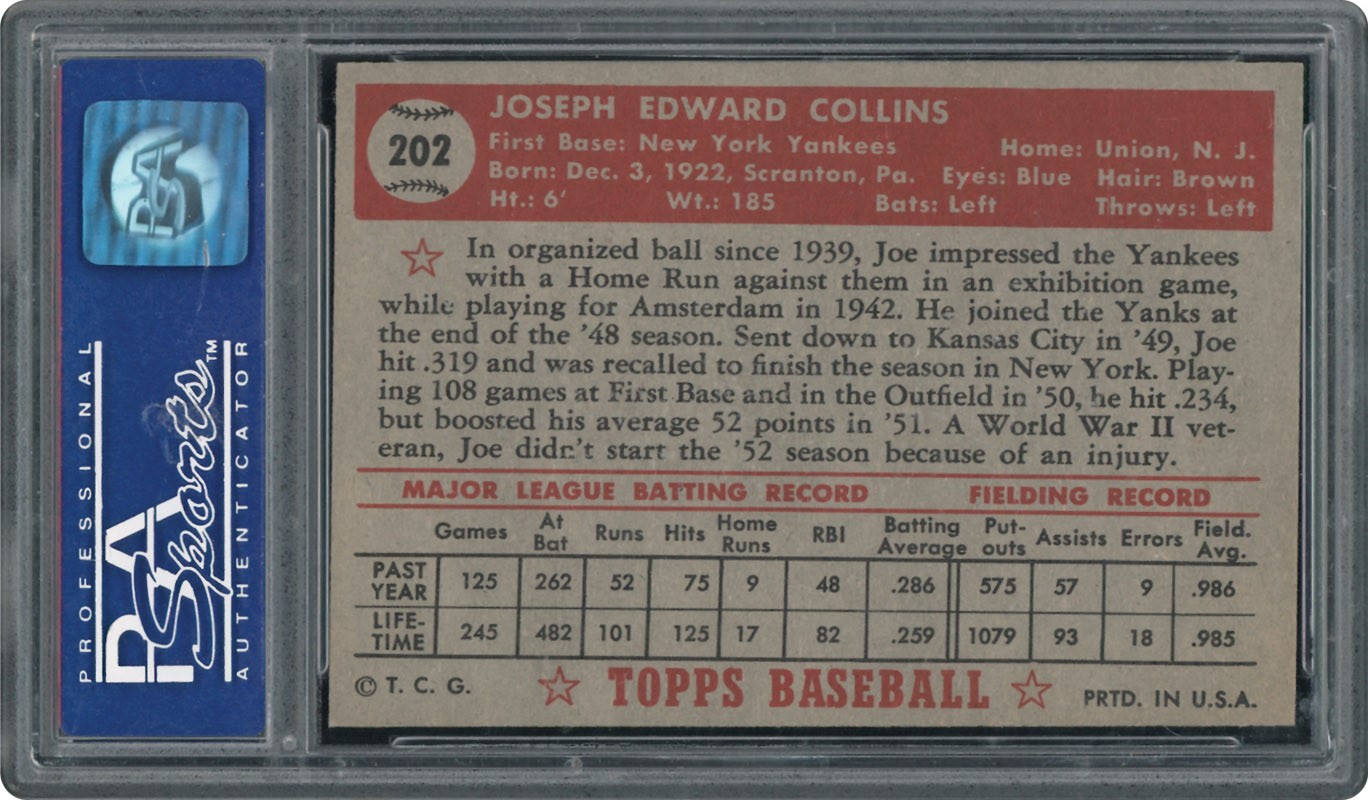 PSA
PROFESSIONAL
PSA
Sports™
AUTHENTICATOR
202
JOSEPH EDWARD COLLINS
First Base: New York Yankees Home: Union, N. J.
Born: Dec. 3, 1922, Scranton, Pa. Eyes: Blue Hair: Brown
Ht.: 6' Wt.: 185 Bats: Left Throws: Left
In organized ball since 1939, Joe impressed the Yankees
with a Home Run against them in an exhibition game,
while playing for Amsterdam in 1942. He joined the Yanks at
the end of the '48 season. Sent down to Kansas City in '49, Joe
hit .319 and was recalled to finish the season in New York. Play-
ing 108 games at First Base and in the Outfield in '50, he hit .234,
but boosted his average 52 points in '51. A World War II vet-
eran, Joe didn't start the '52 season because of an injury.
MAJOR LEAGUE BATTING RECORD FIELDING RECORD
Games At Bat Runs Hits Home Runs RBI Batting Average Put-outs Assists Errors Field. Avg.
PAST YEAR 125 262 52 75 9 48 .286 575 57 9 .986
LIFE-TIME 245 482 101 125 17 82 .259 1079 93 18 .985
© T. C. G. TOPPS BASEBALL PRTD. IN U.S.A.